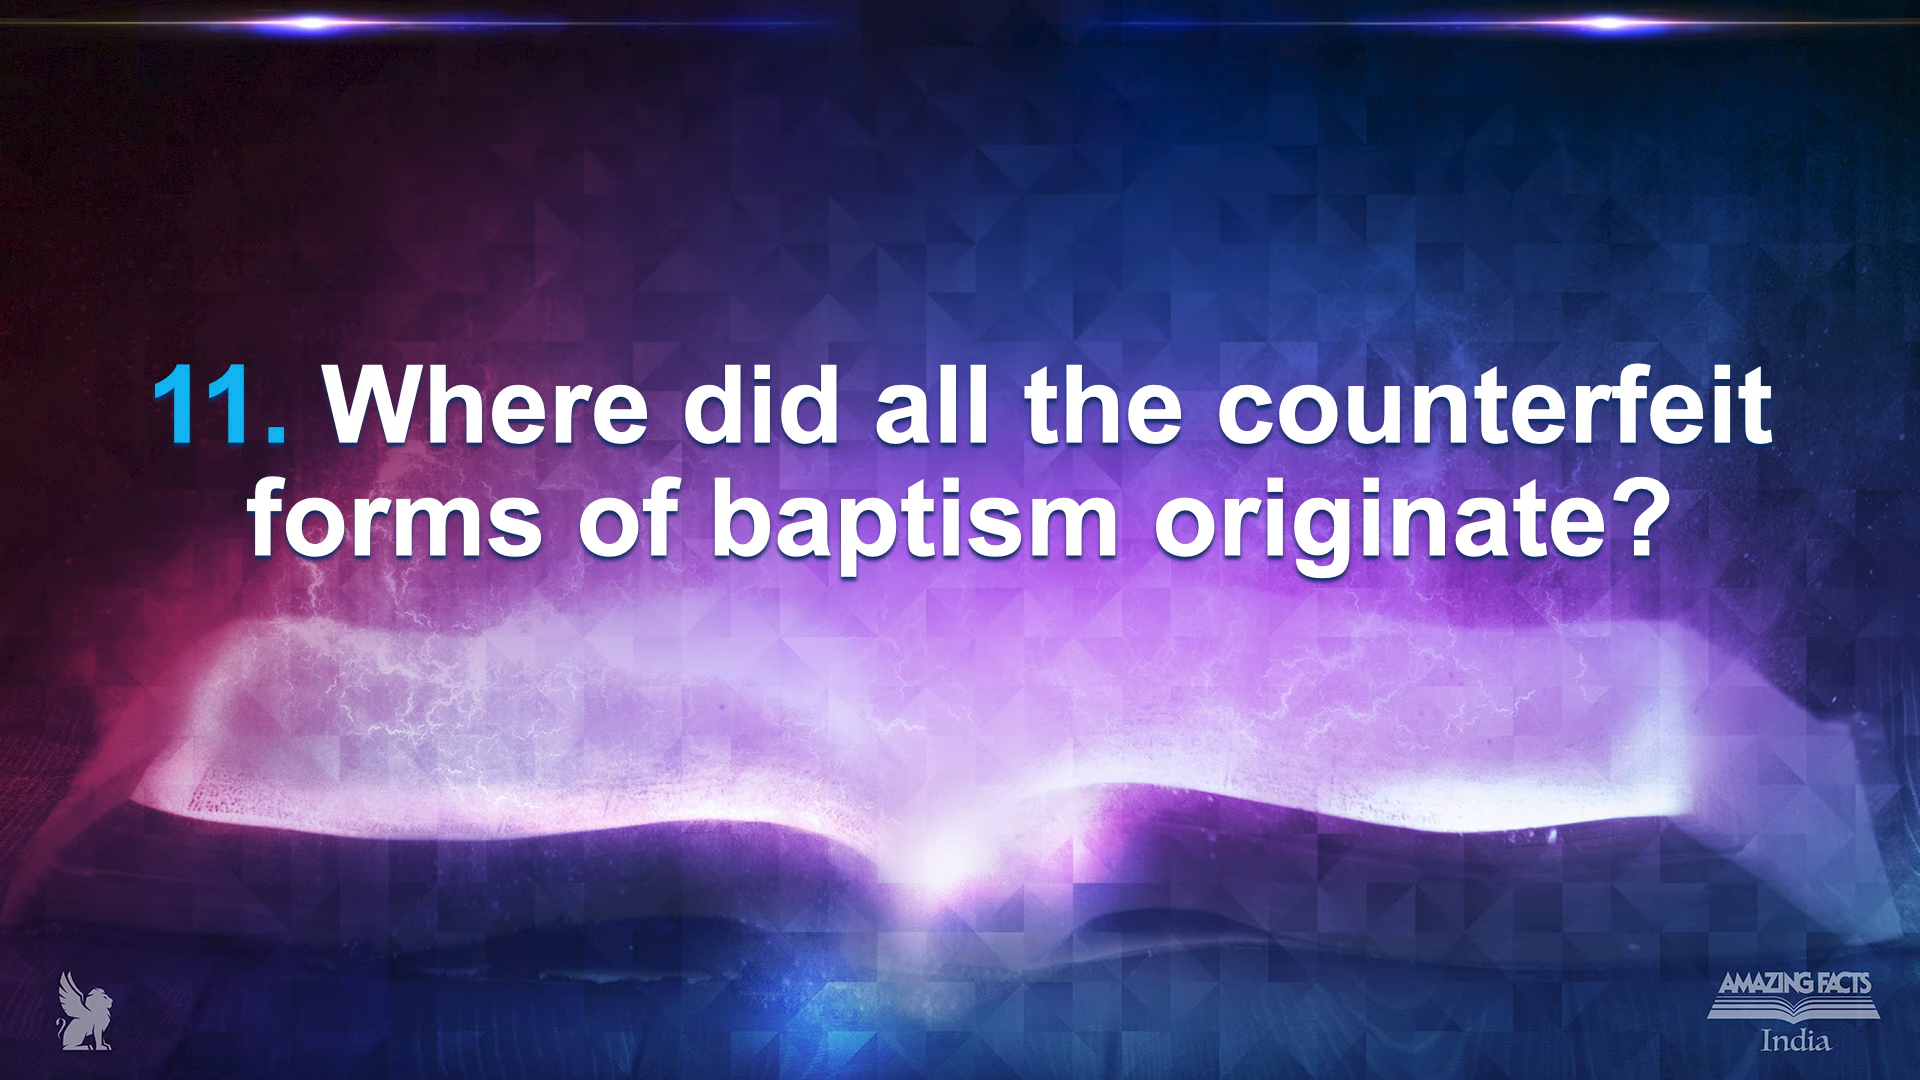 11. Where did all the counterfeit
forms of baptism originate?
AMAZING FACTS
India